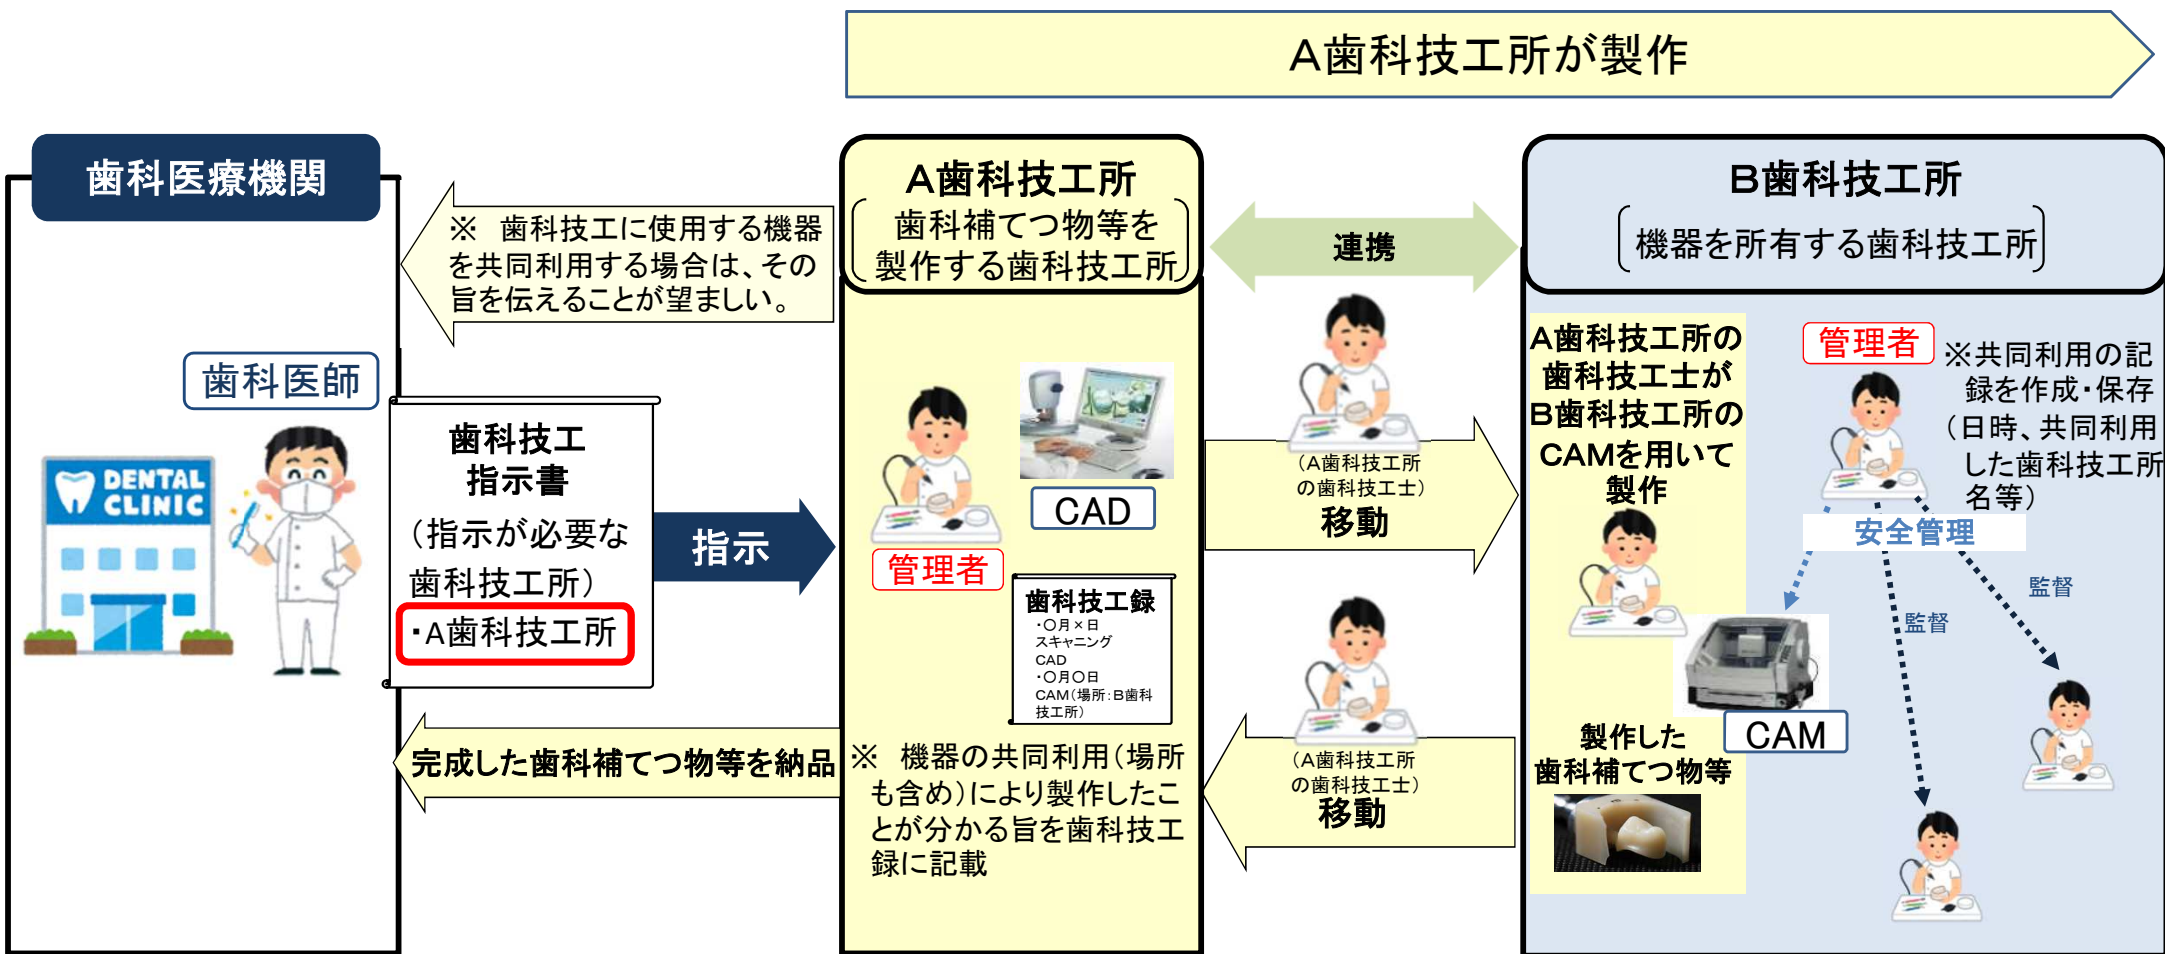 A歯科技工所が製作
歯科医療機関
※　歯科技工に使用する機器
を共同利用する場合は、その
旨を伝えることが望ましい。
歯科医師
DENTAL
CLINIC
歯科技工
指示書
（指示が必要な
歯科技工所）
・A歯科技工所
指示
完成した歯科補てつ物等を納品
A歯科技工所
歯科補てつ物等を
製作する歯科技工所
管理者
CAD
歯科技工録
・〇月×日
スキャニング
CAD
・〇月〇日
CAM（場所：B歯科
技工所）
※　機器の共同利用（場所
も含め）により製作したこ
とが分かる旨を歯科技工
録に記載
連携
（A歯科技工所
の歯科技工士）
移動
（A歯科技工所
の歯科技工士）
移動
B歯科技工所
機器を所有する歯科技工所
A歯科技工所の
歯科技工士が
B歯科技工所の
CAMを用いて
製作
管理者
※共同利用の記
録を作成・保存
（日時、共同利用
した歯科技工所
名等）
安全管理
監督
監督
CAM
製作した
歯科補てつ物等